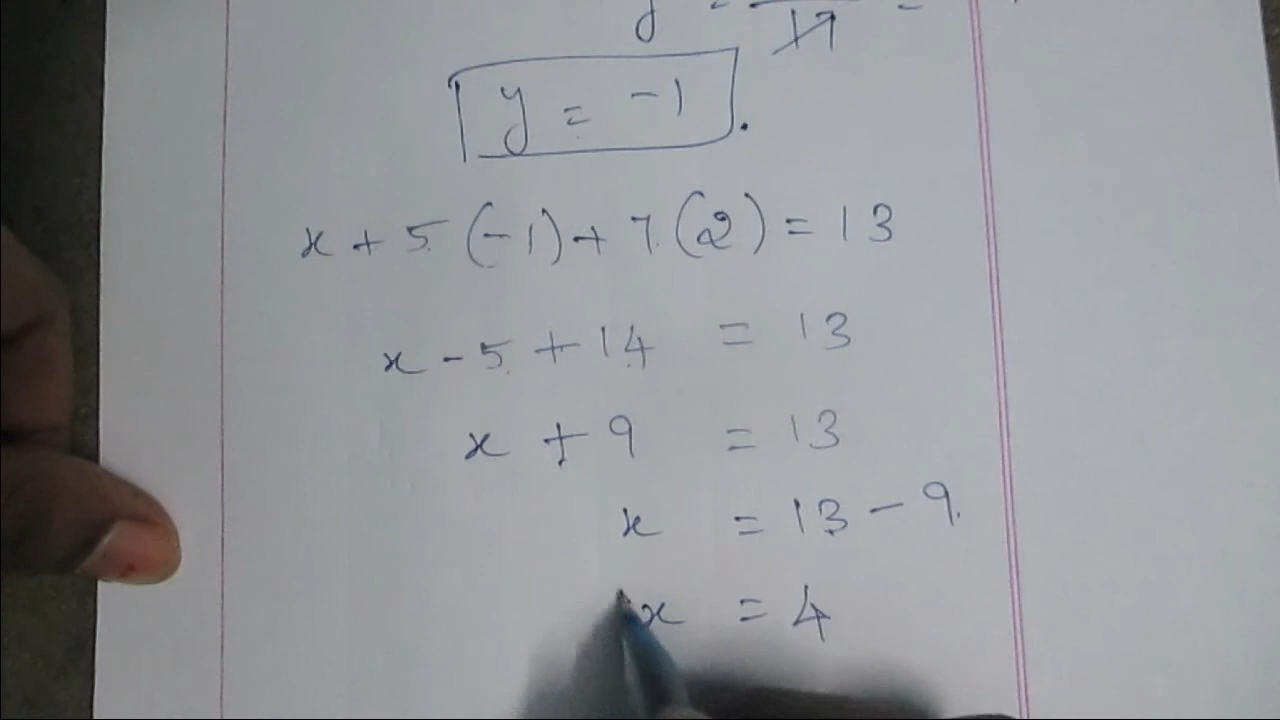 y = -1 .
x + 5 (-1) + 7 (2) = 13
x - 5 + 14 = 13
x + 9 = 13
x = 13 - 9
x = 4